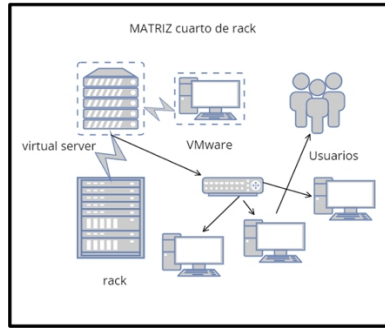 MATRIZ cuarto de rack
virtual server
VMware
Usuarios
rack